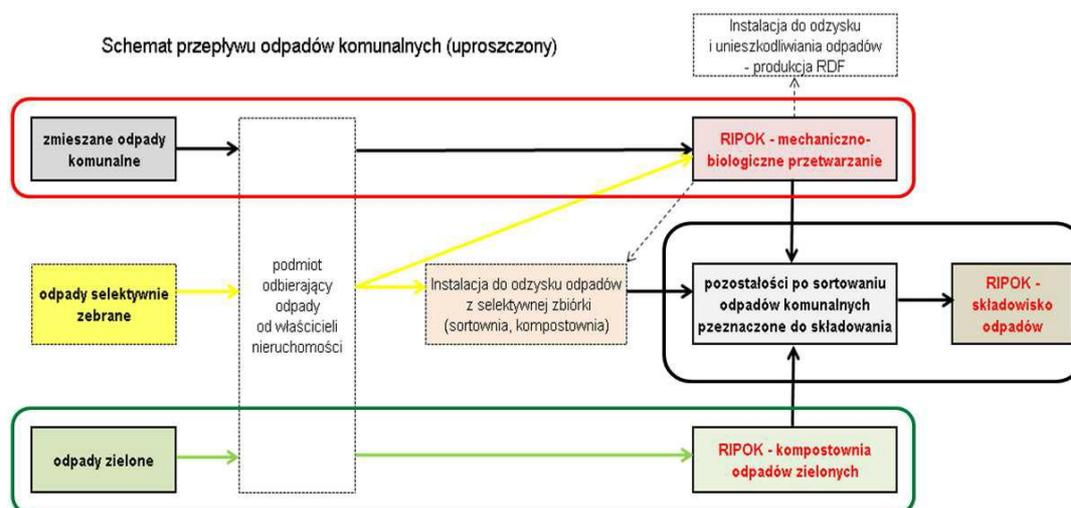 Schemat przepływu odpadów komunalnych (uproszczony)
Instalacja do odzysku
i unieszkodliwiania odpadów
- produkcja RDF
zmieszane odpady
komunalne
RIPOK - mechaniczno-
biologiczne przetwarzanie
odpady selektywnie
zebrane
podmiot
odbierający
odpady
od właścicieli
nieruchomości
Instalacja do odzysku odpadów
z selektywnej zbiórki
(sortownia, kompostownia)
pozostałości po sortowaniu
odpadów komunalnych
pzeznaczone do składowania
RIPOK -
składowisko
odpadów
odpady zielone
RIPOK - kompostownia
odpadów zielonych